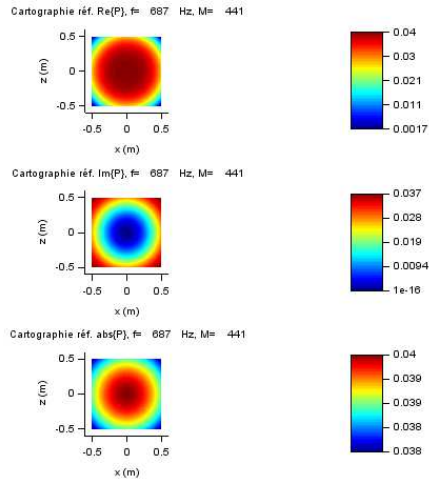 Cartographie réf. Re{P}, f= 687 Hz, M= 441
0.5
0
-0.5
z (m)
-0.5 0 0.5
x (m)
0.04
0.03
0.021
0.011
0.0017
Cartographie réf. Im{P}, f= 687 Hz, M= 441
0.5
0
-0.5
z (m)
-0.5 0 0.5
x (m)
0.037
0.028
0.019
0.0094
1e-16
Cartographie réf. abs{P}, f= 687 Hz, M= 441
0.5
0
-0.5
z (m)
-0.5 0 0.5
x (m)
0.04
0.039
0.039
0.038
0.038